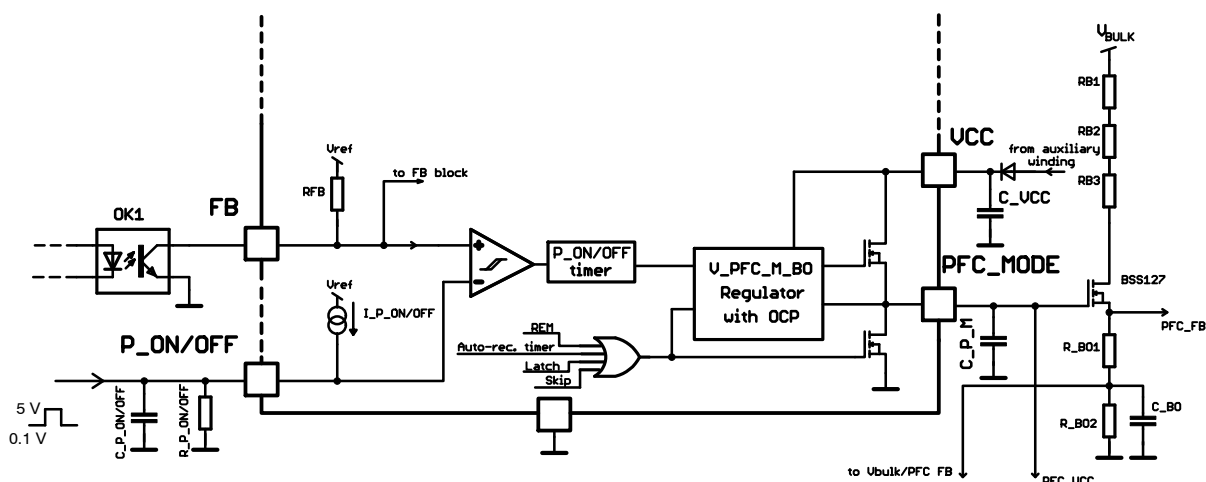 V_BULK
RB1
RB2
RB3
VCC
from auxiliary
winding
C_VCC
Vref
to FB block
RFB
OK1
FB
P_ON/OFF
timer
V_PFC_M_BO
Regulator
with OCP
PFC_MODE
BSS127
PFC_FB
Vref
I_P_ON/OFF
P_ON/OFF
REM
Auto-rec. timer
Latch
Skip
C_P_M
R_BO1
5 V
0.1 V
C_P_ON/OFF
R_P_ON/OFF
R_BO2
C_BO
to Vbulk/PFC FB
PFC_VCC